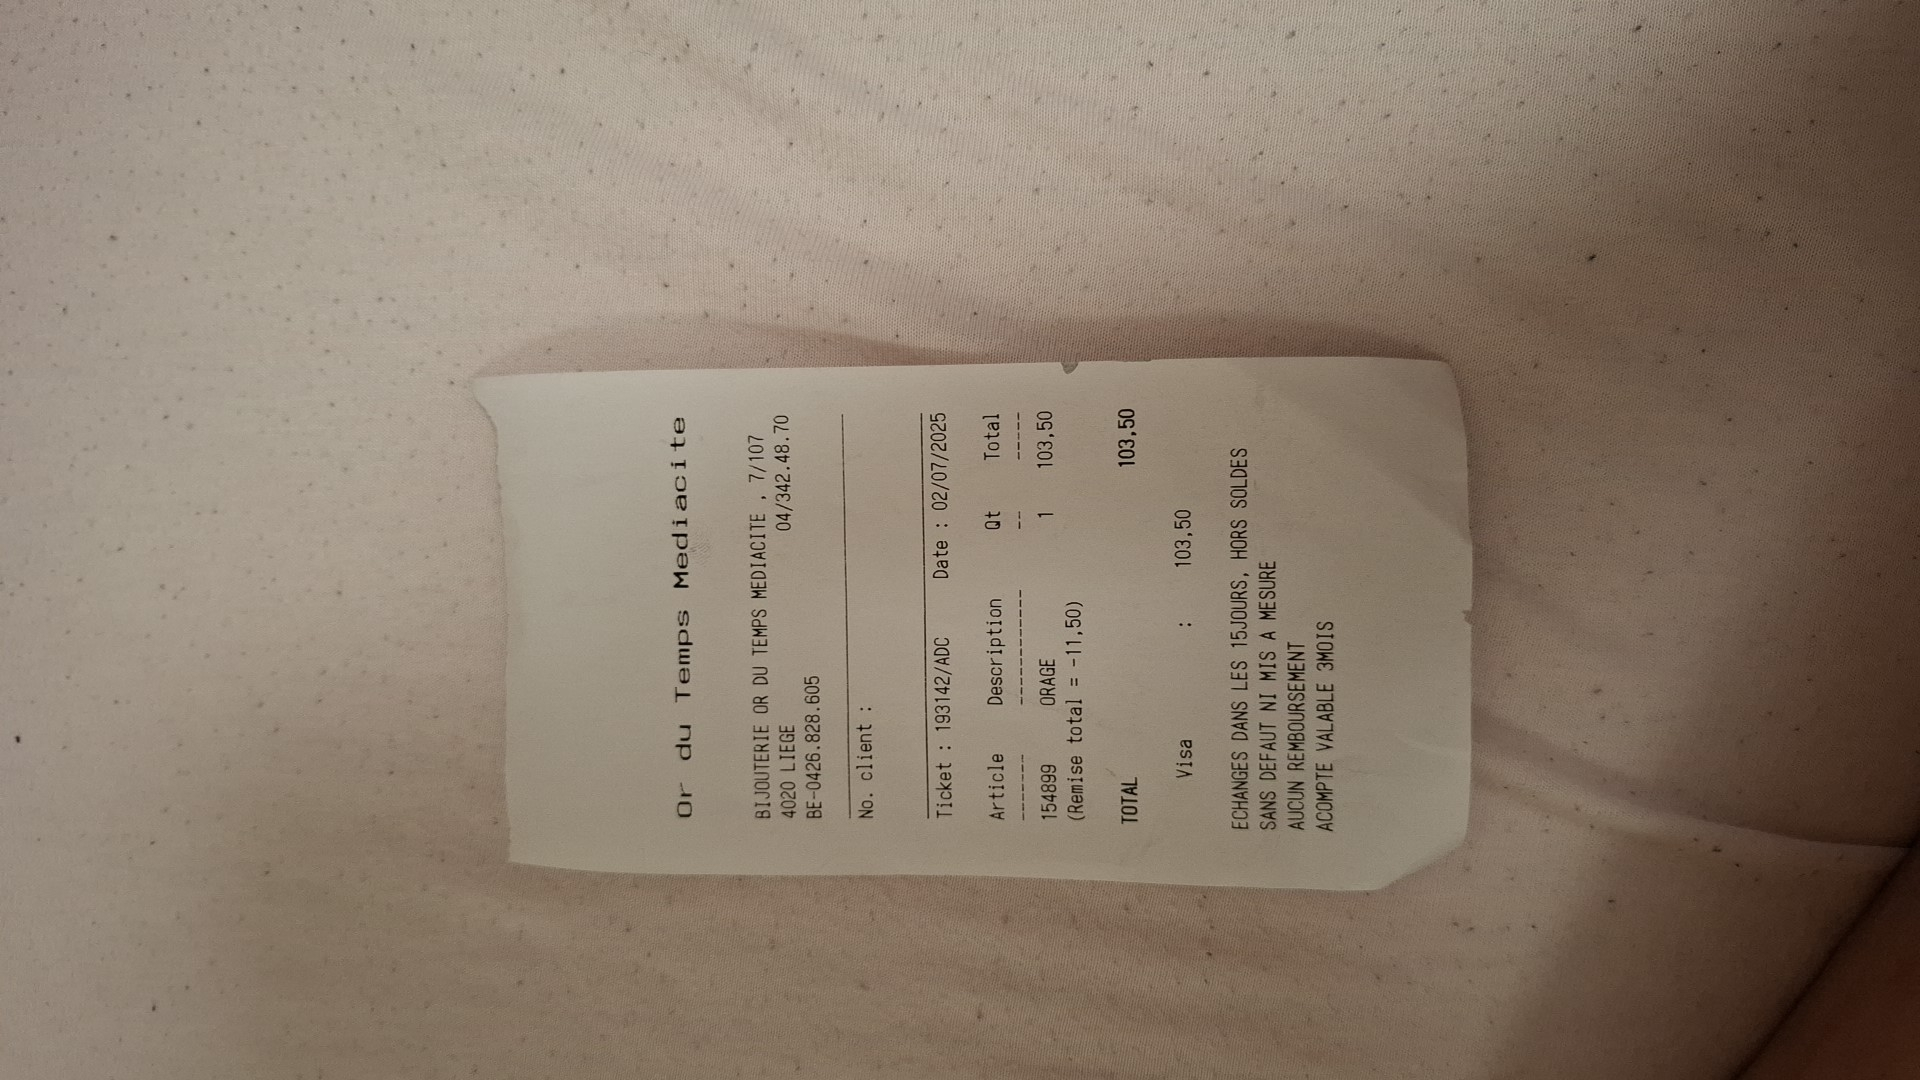 Or du Temps Mediacite
BIJOUTERIE OR DU TEMPS MEDIACITE , 7/107
4020 LIEGE 04/342.48.70
BE-0426.828.605
No. client :
Ticket : 193142/ADC Date : 02/07/2025
Article Description Qt Total
------- ----------- -- -----
154899 ORAGE 1 103,50
(Remise total = -11,50)
TOTAL 103,50
Visa : 103,50
ECHANGES DANS LES 15JOURS, HORS SOLDES
SANS DEFAUT NI MIS A MESURE
AUCUN REMBOURSEMENT
ACOMPTE VALABLE 3MOIS